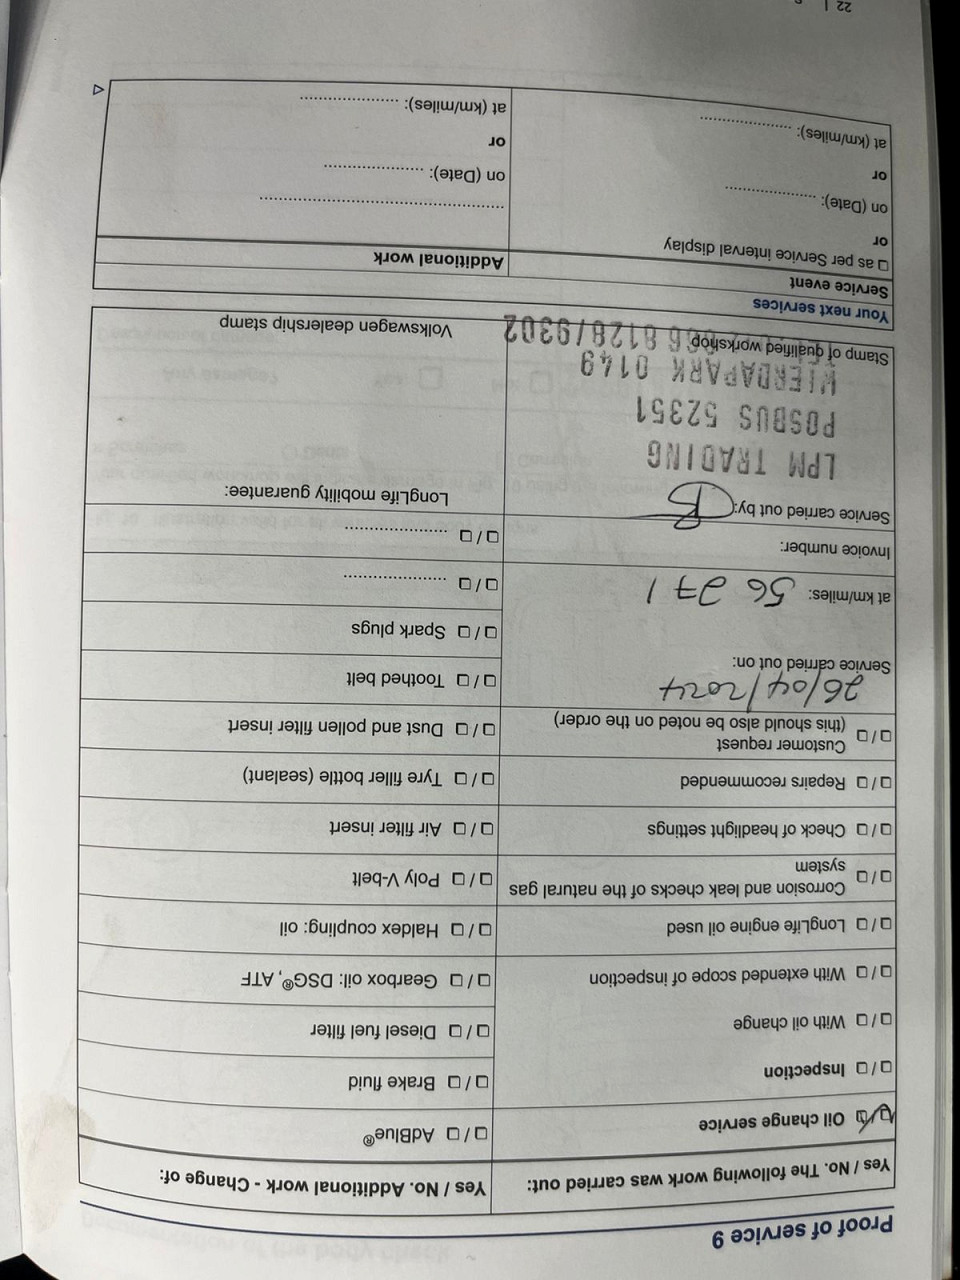 Proof of service 9
Yes / No. The following work was carried out:
☐ / ☐ Oil change service
☐ / ☐ Inspection
☐ / ☐ With oil change
☐ / ☐ With extended scope of inspection
☐ / ☐ LongLife engine oil used
☐ / ☐ Corrosion and leak checks of the natural gas
system
☐ / ☐ Check of headlight settings
☐ / ☐ Repairs recommended
☐ / ☐ Customer request
(this should also be noted on the order)
26/04/2024
Service carried out on:
at km/miles: 56 271
Invoice number:
Service carried out by:
LPM TRADING
POSBUS 52351
WIERDAPARK 0149
8128/9302
Stamp of qualified workshop
Yes / No. Additional work - Change of:
☐ / ☐ AdBlue®
☐ / ☐ Brake fluid
☐ / ☐ Diesel fuel filter
☐ / ☐ Gearbox oil: DSG®, ATF
☐ / ☐ Haldex coupling: oil
☐ / ☐ Poly V-belt
☐ / ☐ Air filter insert
☐ / ☐ Tyre filler bottle (sealant)
☐ / ☐ Dust and pollen filter insert
☐ / ☐ Toothed belt
☐ / ☐ Spark plugs
☐ / ☐ ....................
☐ / ☐ ....................
LongLife mobility guarantee:
Volkswagen dealership stamp
Your next services
Service event
☐ as per Service interval display
or
on (Date): ..................
or
at (km/miles): ..................
Additional work
..................................................
on (Date): ....................
or
at (km/miles): ....................
22